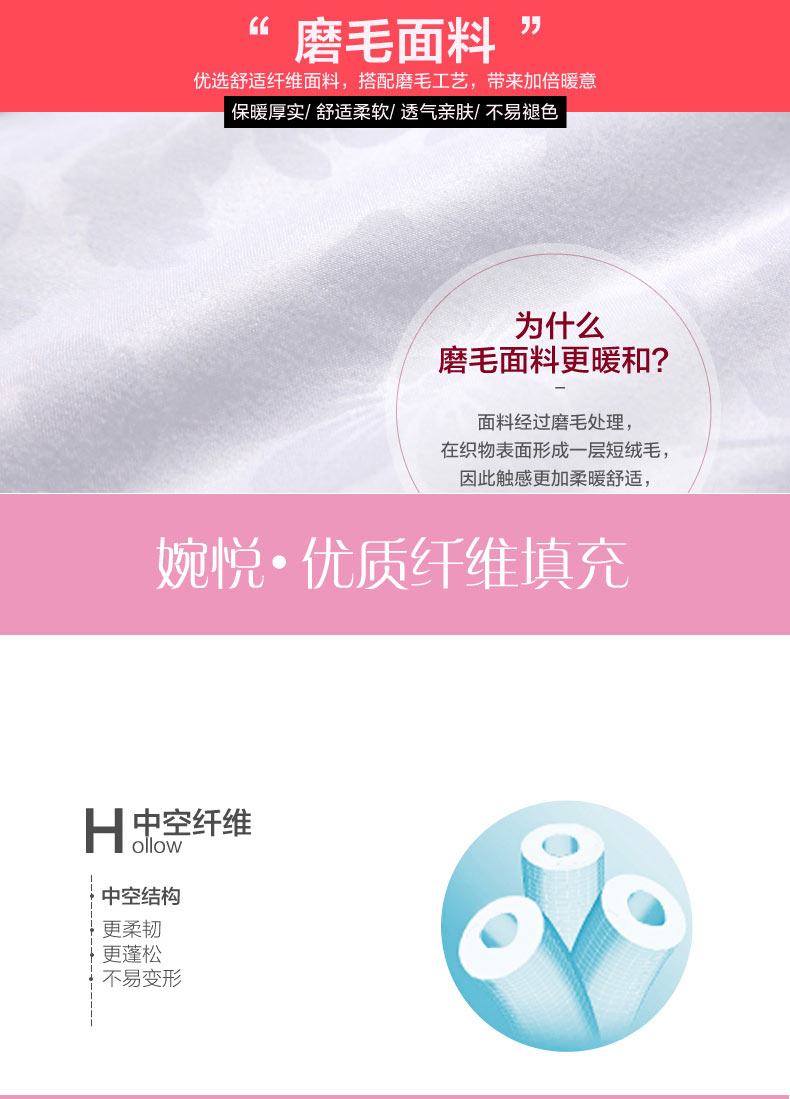 “ 磨毛面料 ”
优选舒适纤维面料，搭配磨毛工艺，带来加倍暖意
保暖厚实/ 舒适柔软/ 透气亲肤/ 不易褪色
为什么
磨毛面料更暖和？
面料经过磨毛处理，
在织物表面形成一层短绒毛，
因此触感更加柔暖舒适，
婉悦·优质纤维填充
中空纤维
Hollow
中空结构
更柔韧
更蓬松
不易变形